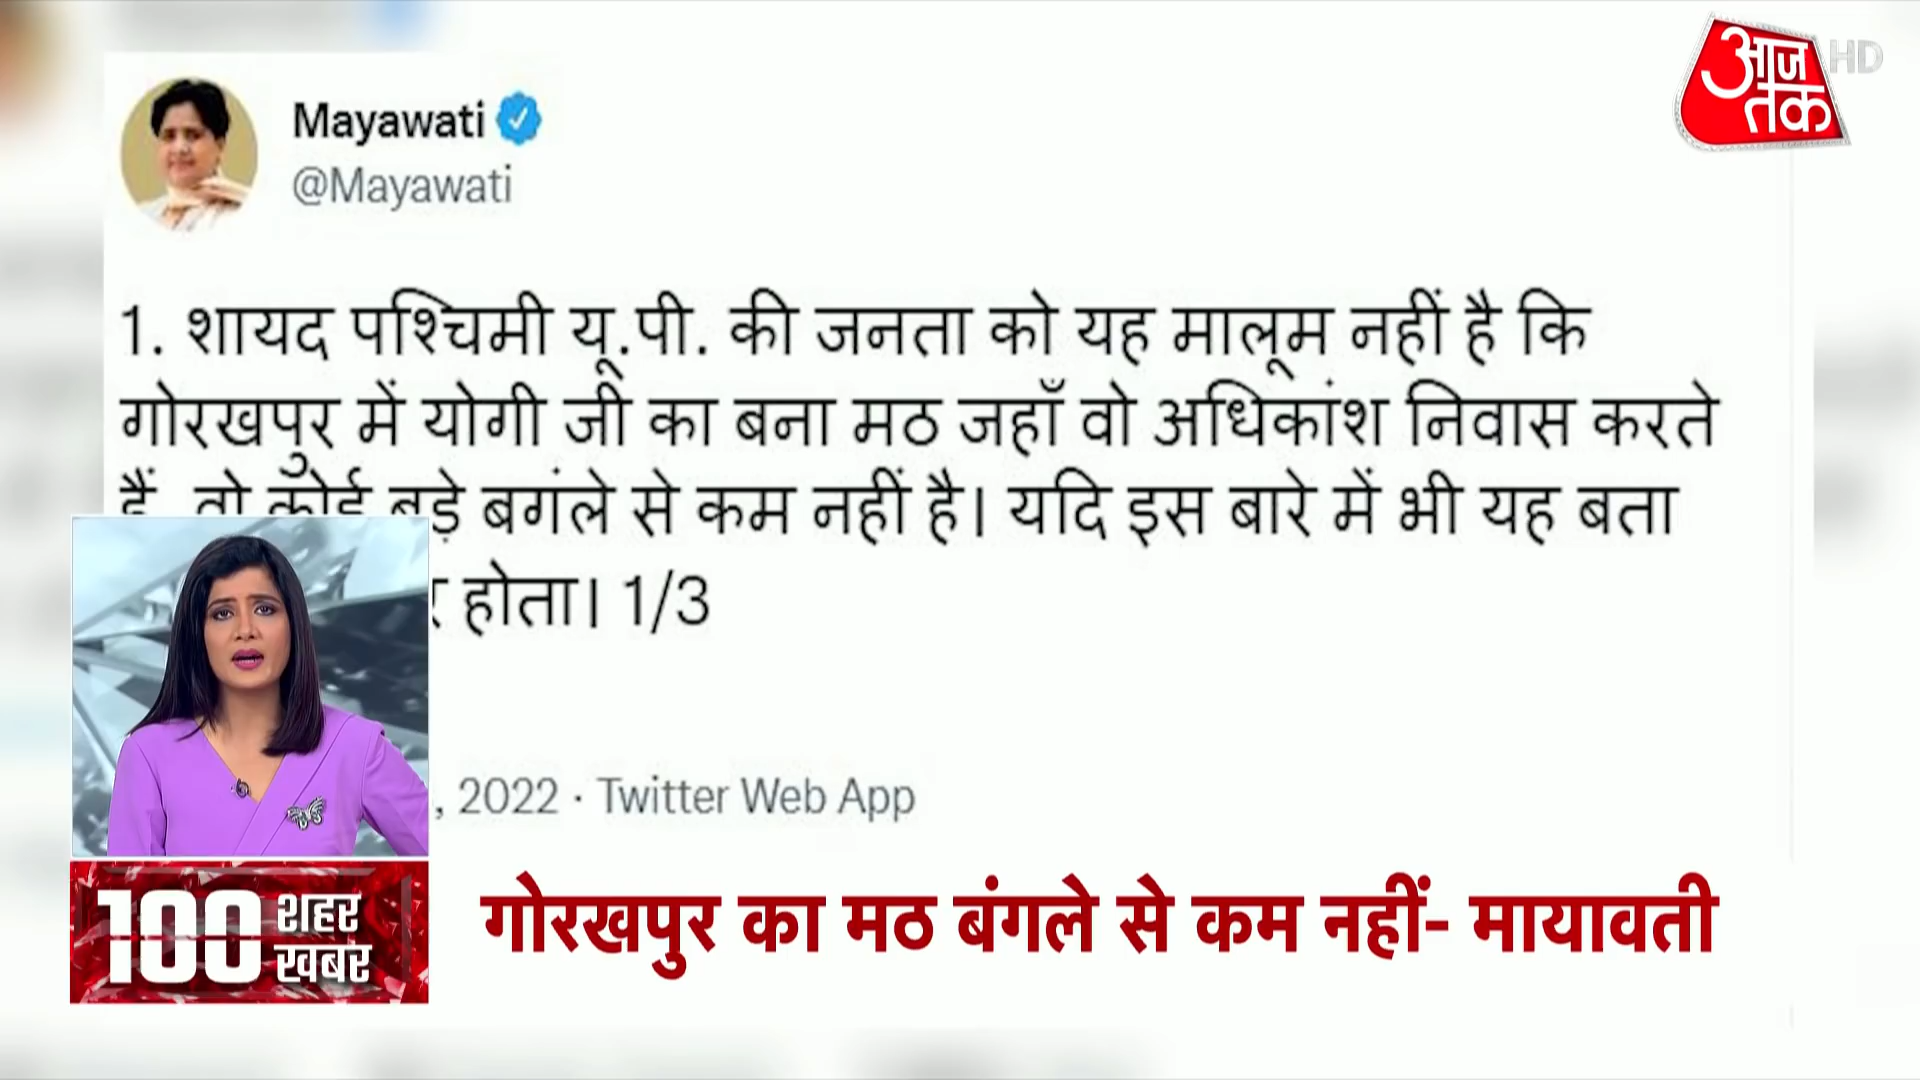 आज तक HD
Mayawati
@Mayawati
1. शायद पश्चिमी यू.पी. की जनता को यह मालूम नहीं है कि
गोरखपुर में योगी जी का बना मठ जहाँ वो अधिकांश निवास करते
हैं, वो कोई बड़े बगंले से कम नहीं है। यदि इस बारे में भी यह बता
होता। 1/3
, 2022 · Twitter Web App
100 शहर
खबर
गोरखपुर का मठ बंगले से कम नहीं- मायावती